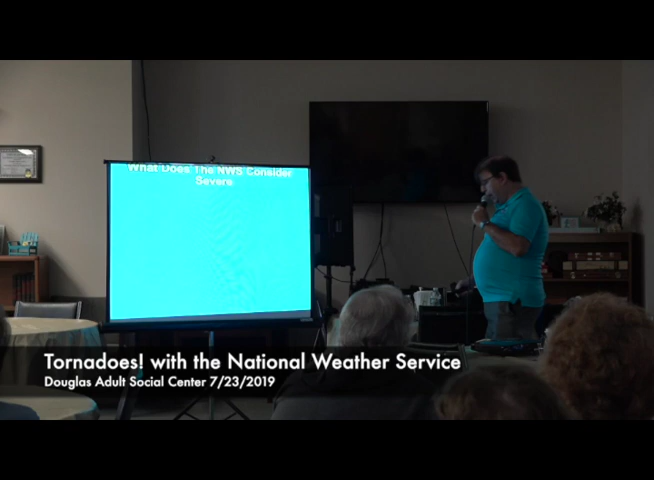 What Does The NWS Consider
Severe
Tornadoes! with the National Weather Service
Douglas Adult Social Center 7/23/2019